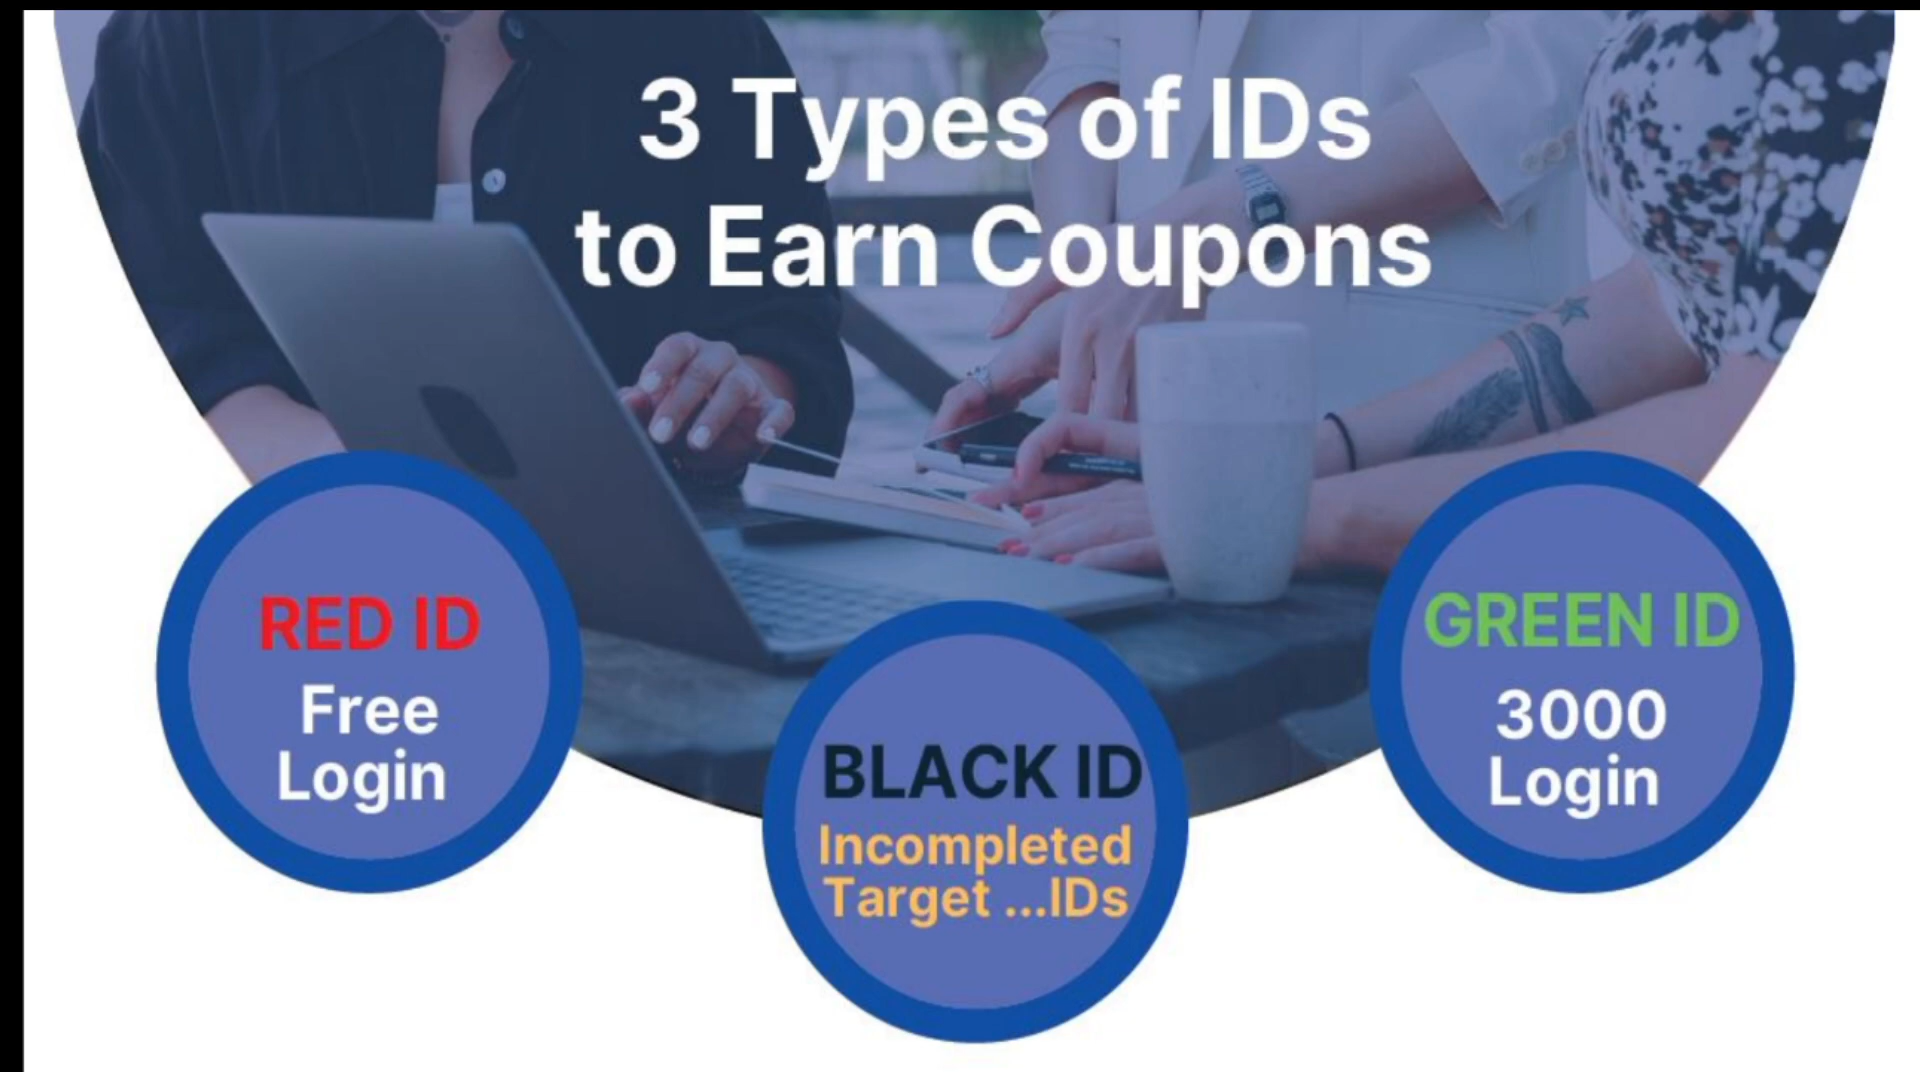 3 Types of IDs
to Earn Coupons
RED ID
Free
Login
BLACK ID
Incompleted
Target ...IDs
GREEN ID
3000
Login